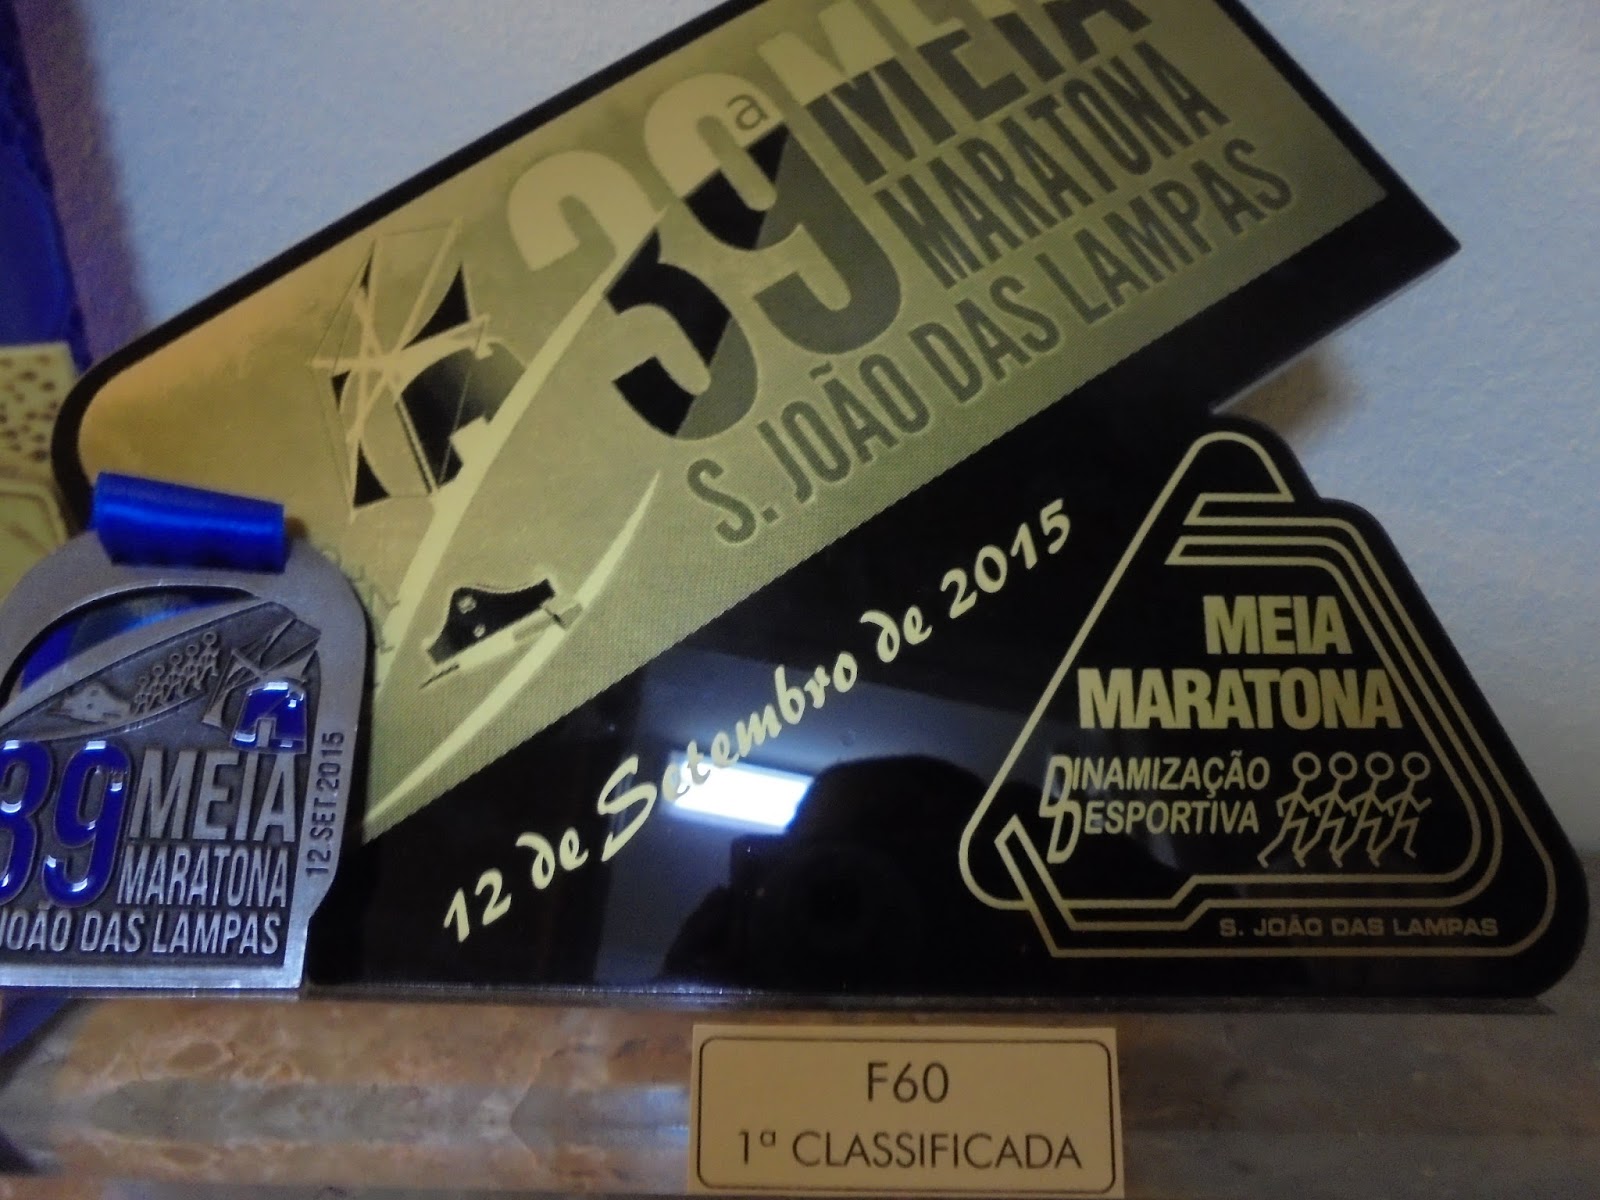 39ª MEIA
MARATONA
S. JOÃO DAS LAMPAS
12 de Setembro de 2015
MEIA
MARATONA
DINAMIZAÇÃO
DESPORTIVA
S. JOÃO DAS LAMPAS
39ª MEIA
MARATONA
JOÃO DAS LAMPAS
12.SET.2015
F60
1ª CLASSIFICADA